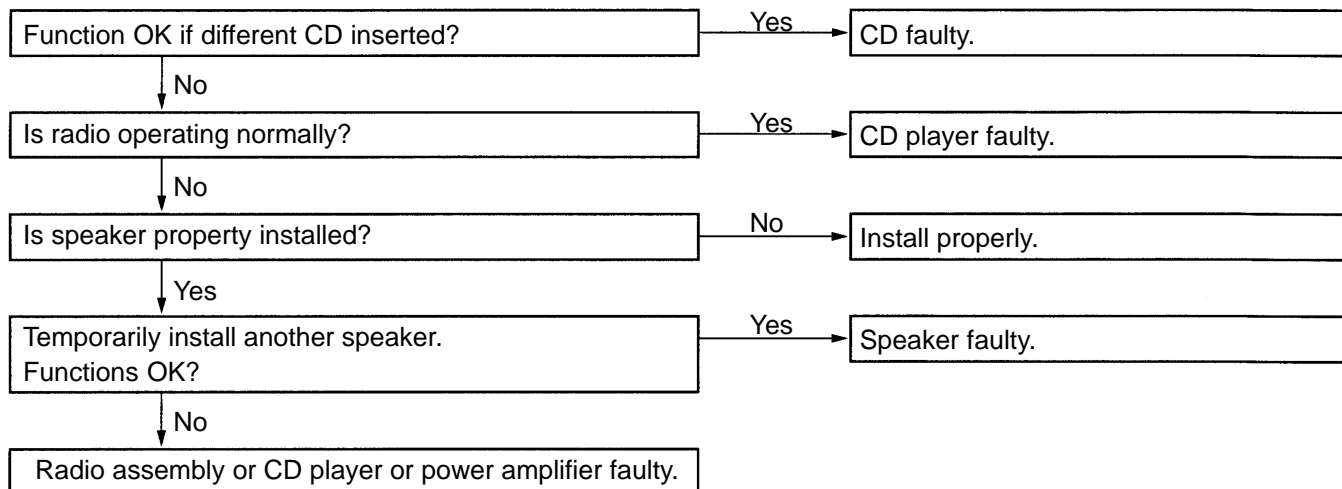 Function OK if different CD inserted?
Yes
CD faulty.
No
Is radio operating normally?
Yes
CD player faulty.
No
Is speaker property installed?
No
Install properly.
Yes
Temporarily install another speaker.
Functions OK?
Yes
Speaker faulty.
No
Radio assembly or CD player or power amplifier faulty.